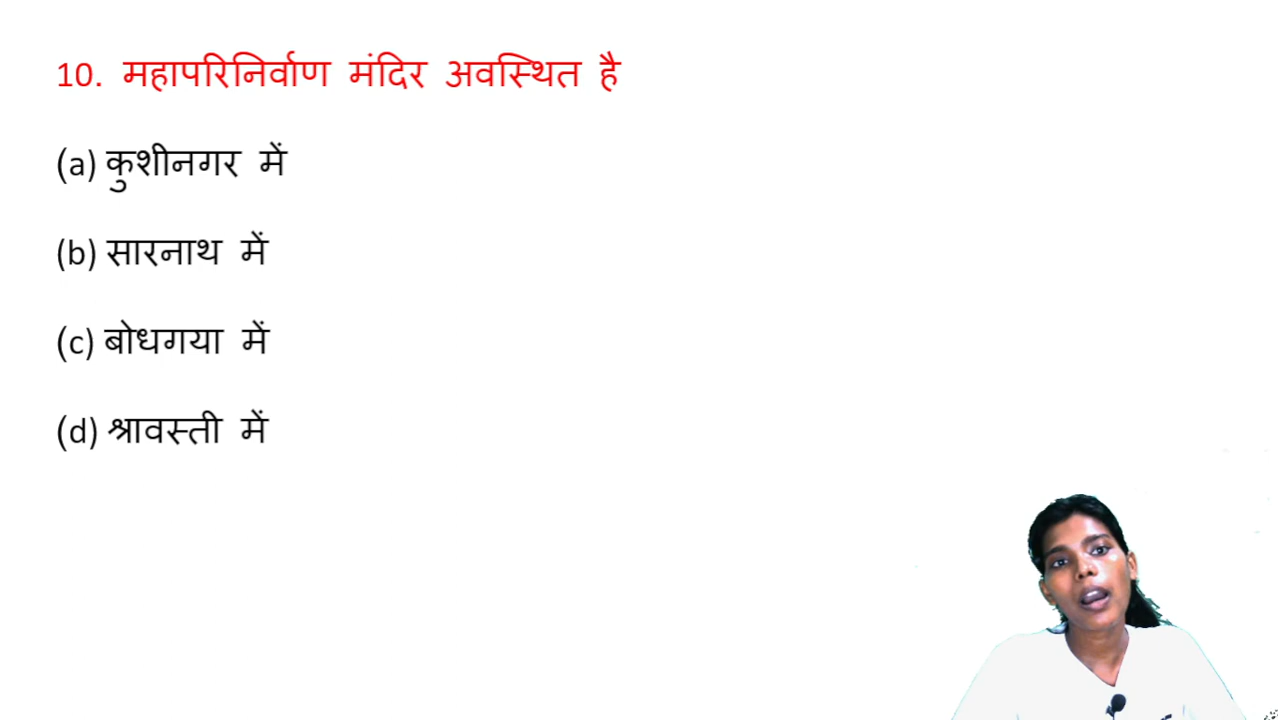 10. महापरिनिर्वाण मंदिर अवस्थित है
(a) कुशीनगर में
(b) सारनाथ में
(c) बोधगया में
(d) श्रावस्ती में